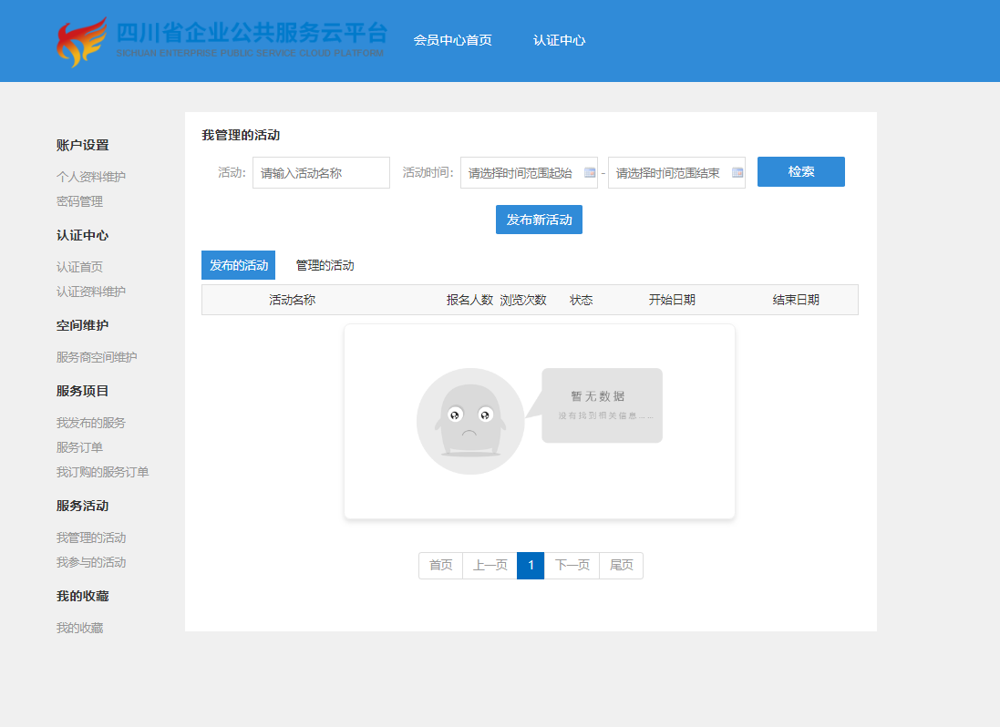 四川省企业公共服务云平台
SICHUAN ENTERPRISE PUBLIC SERVICE CLOUD PLATFORM
会员中心首页 认证中心
账户设置
个人资料维护
密码管理
认证中心
认证首页
认证资料维护
空间维护
服务商空间维护
服务项目
我发布的服务
服务订单
我订购的服务订单
服务活动
我管理的活动
我参与的活动
我的收藏
我的收藏
我管理的活动
活动: 请输入活动名称 活动时间: 请选择时间范围起始 - 请选择时间范围结束 检索
发布新活动
发布的活动 管理的活动
活动名称 报名人数 浏览次数 状态 开始日期 结束日期
暂无数据
没有找到相关信息……
首页 上一页 1 下一页 尾页